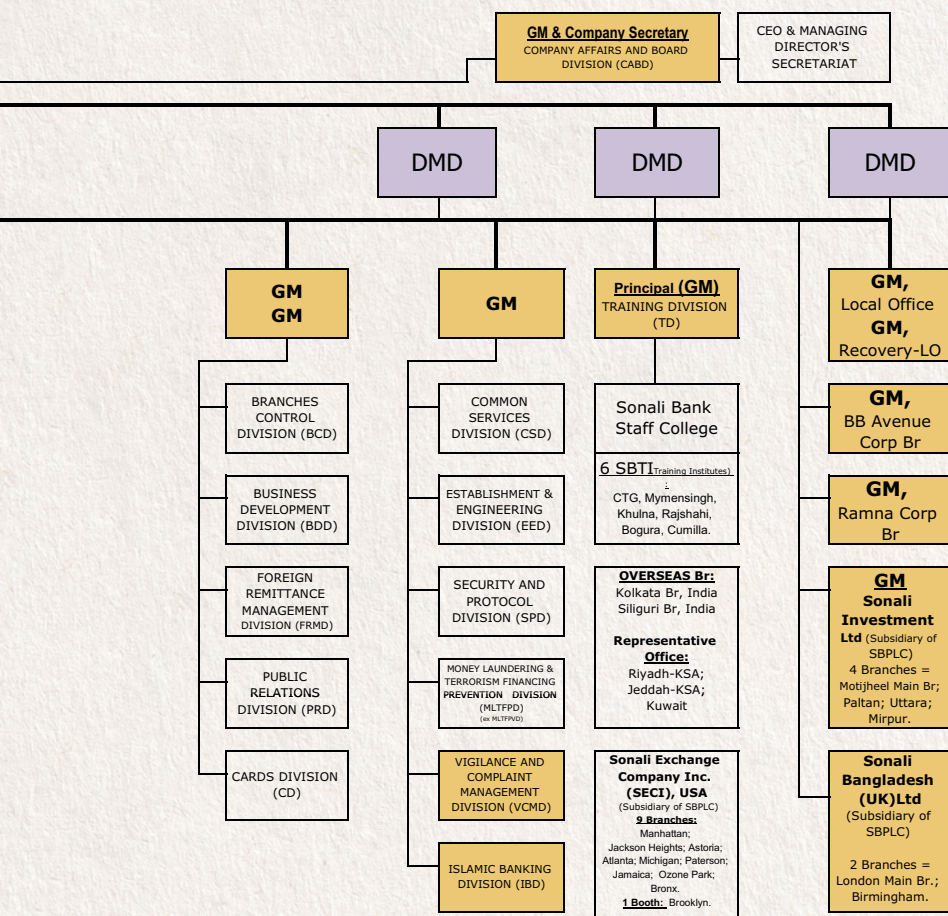 GM & Company Secretary
COMPANY AFFAIRS AND BOARD
DIVISION (CABD)
CEO & MANAGING
DIRECTOR'S
SECRETARIAT
DMD
DMD
DMD
GM
GM
BRANCHES
CONTROL
DIVISION (BCD)
BUSINESS
DEVELOPMENT
DIVISION (BDD)
FOREIGN
REMITTANCE
MANAGEMENT
DIVISION (FRMD)
PUBLIC
RELATIONS
DIVISION (PRD)
CARDS DIVISION
(CD)
GM
COMMON
SERVICES
DIVISION (CSD)
ESTABLISHMENT &
ENGINEERING
DIVISION (EED)
SECURITY AND
PROTOCOL
DIVISION (SPD)
MONEY LAUNDERING &
TERRORISM FINANCING
PREVENTION DIVISION
(MLTFPD)
(ex MLTFPVD)
VIGILANCE AND
COMPLAINT
MANAGEMENT
DIVISION (VCMD)
ISLAMIC BANKING
DIVISION (IBD)
Principal (GM)
TRAINING DIVISION
(TD)
Sonali Bank
Staff College
6 SBTI Training Institutes)
:
CTG, Mymensingh,
Khulna, Rajshahi,
Bogura, Cumilla.
OVERSEAS Br:
Kolkata Br, India
Siliguri Br, India
Representative
Office:
Riyadh-KSA;
Jeddah-KSA;
Kuwait
Sonali Exchange
Company Inc.
(SECI), USA
(Subsidiary of SBPLC)
9 Branches:
Manhattan;
Jackson Heights; Astoria;
Atlanta; Michigan; Paterson;
Jamaica; Ozone Park;
Bronx.
1 Booth: Brooklyn.
GM,
Local Office
GM,
Recovery-LO
GM,
BB Avenue
Corp Br
GM,
Ramna Corp
Br
GM
Sonali
Investment
Ltd (Subsidiary of
SBPLC)
4 Branches =
Motijheel Main Br;
Paltan; Uttara;
Mirpur.
Sonali
Bangladesh
(UK)Ltd
(Subsidiary of
SBPLC)
2 Branches =
London Main Br.;
Birmingham.